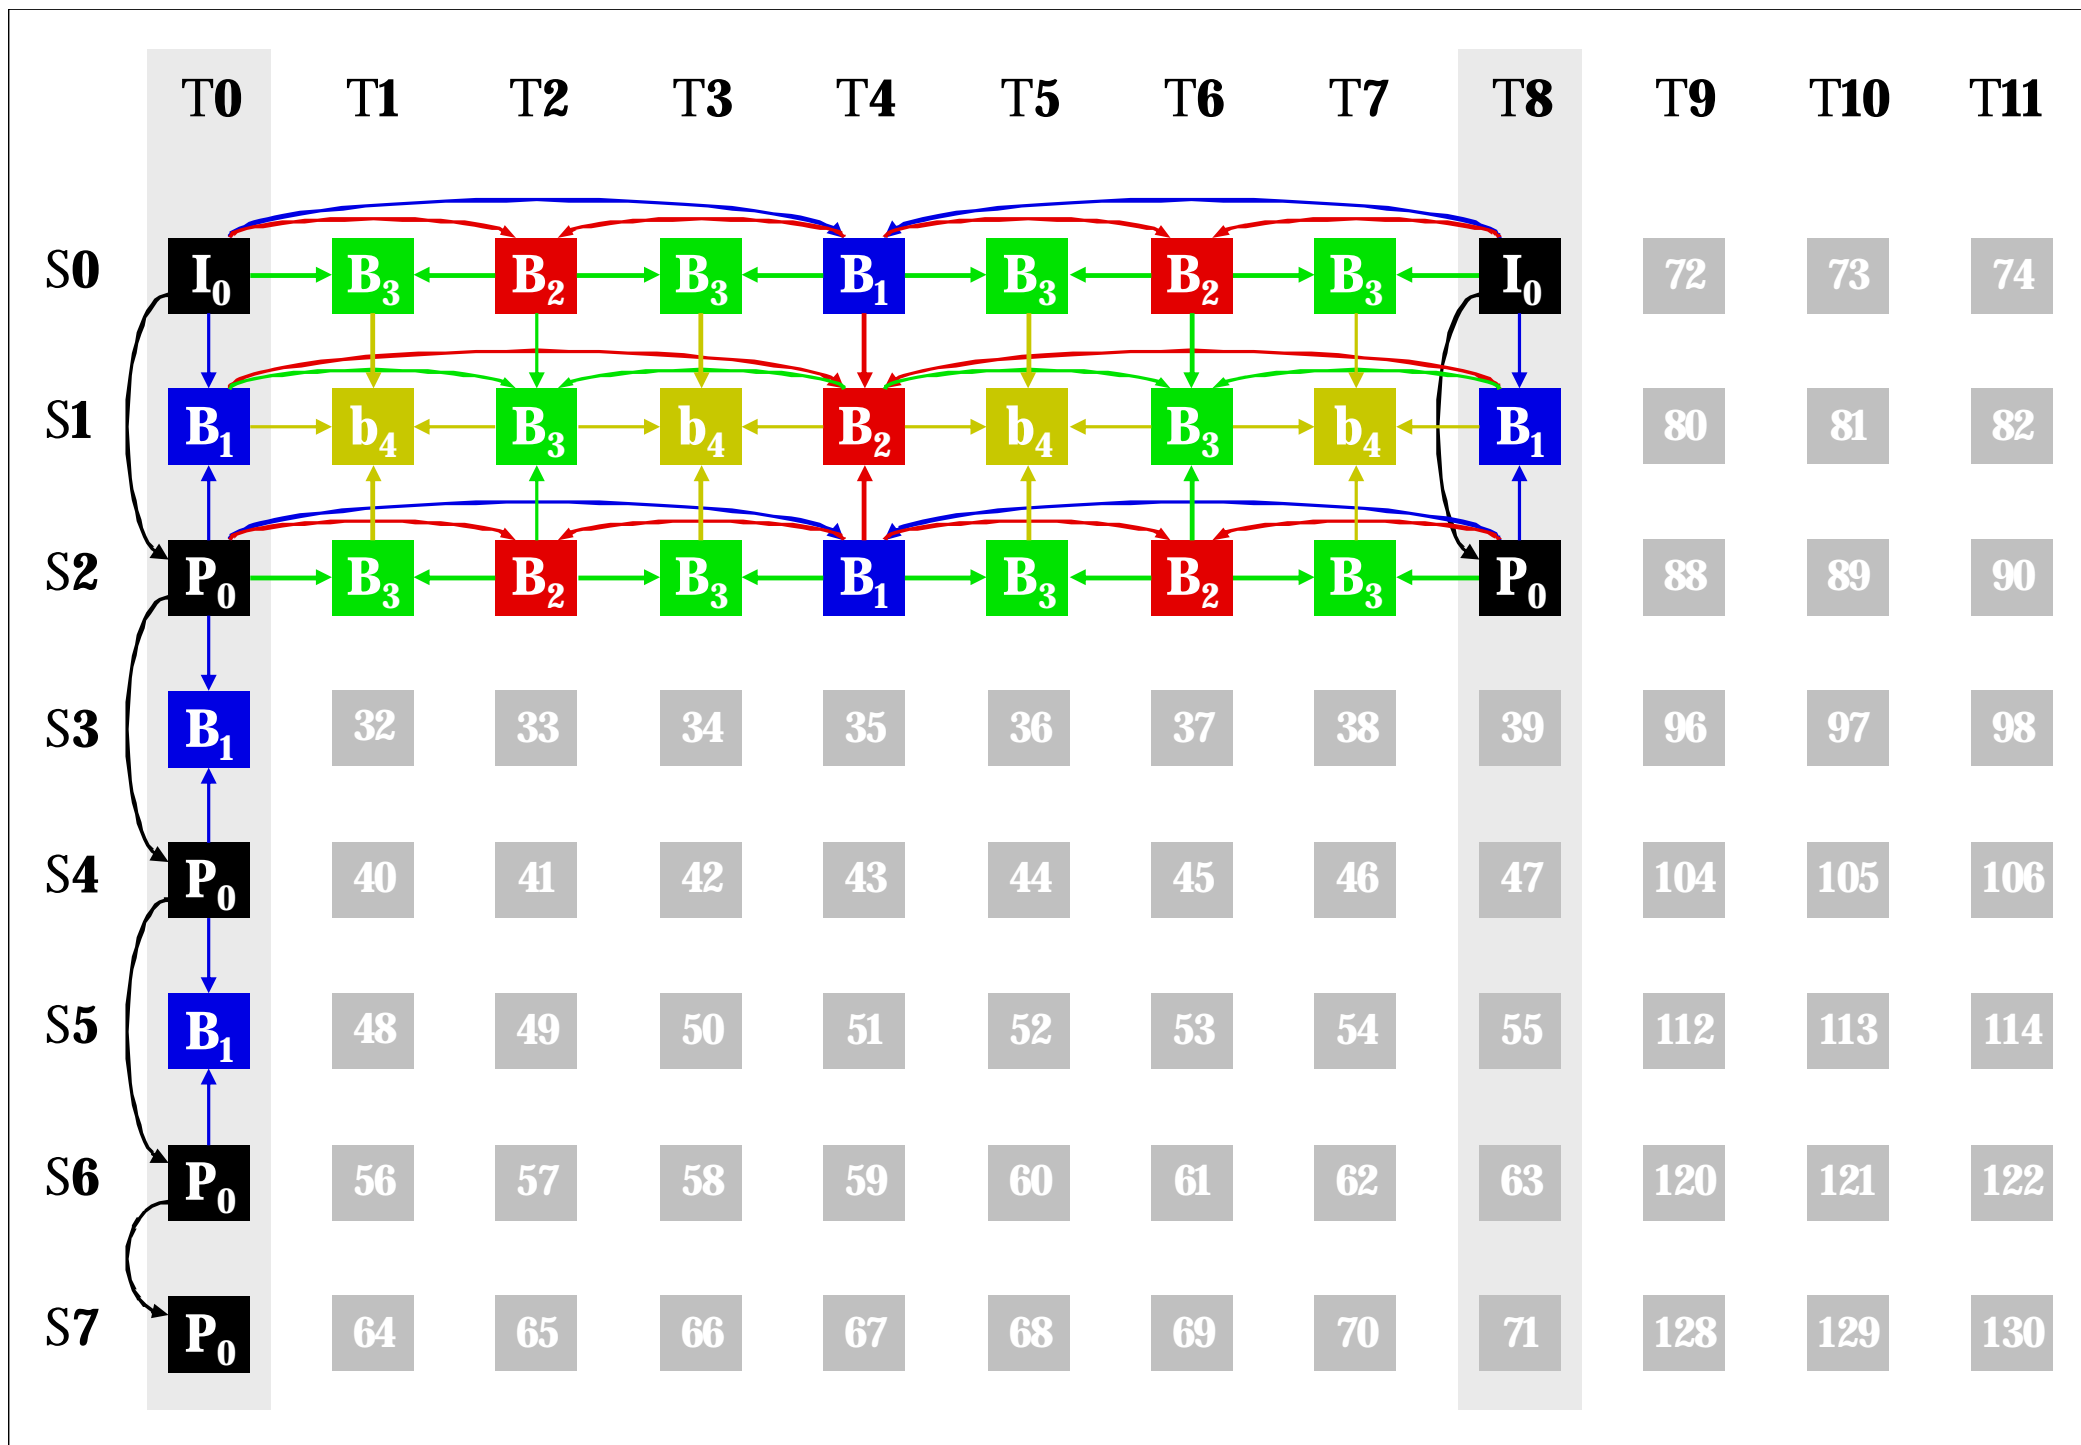 T0 T1 T2 T3 T4 T5 T6 T7 T8 T9 T10 T11
S0 I0 B3 B2 B3 B1 B3 B2 B3 I0 72 73 74
S1 B1 b4 B3 b4 B2 b4 B3 b4 B1 80 81 82
S2 P0 B3 B2 B3 B1 B3 B2 B3 P0 88 89 90
S3 B1 32 33 34 35 36 37 38 39 96 97 98
S4 P0 40 41 42 43 44 45 46 47 104 105 106
S5 B1 48 49 50 51 52 53 54 55 112 113 114
S6 P0 56 57 58 59 60 61 62 63 120 121 122
S7 P0 64 65 66 67 68 69 70 71 128 129 130